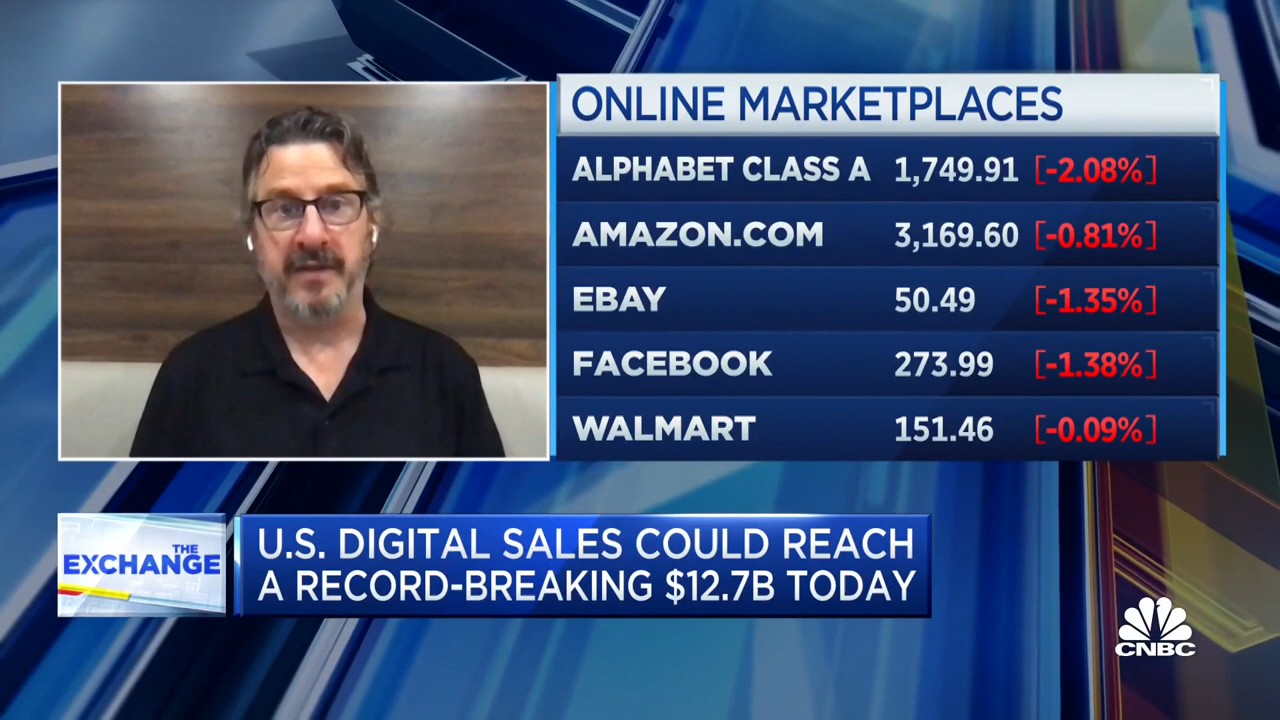 ONLINE MARKETPLACES
ALPHABET CLASS A 1,749.91 [-2.08%]
AMAZON.COM 3,169.60 [-0.81%]
EBAY 50.49 [-1.35%]
FACEBOOK 273.99 [-1.38%]
WALMART 151.46 [-0.09%]
THE
EXCHANGE
U.S. DIGITAL SALES COULD REACH
A RECORD-BREAKING $12.7B TODAY
CNBC